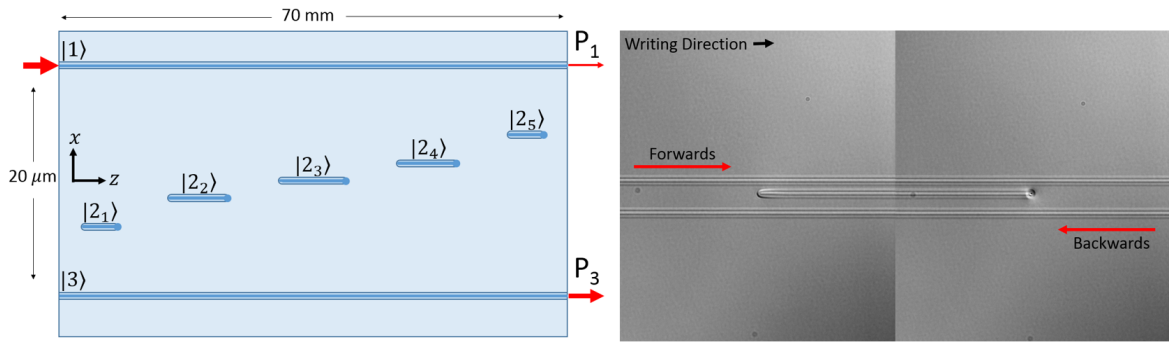 70 mm
|1⟩
P₁
|2₅⟩
|2₄⟩
x
20 μm
z
|2₃⟩
|2₂⟩
|2₁⟩
|3⟩
P₃
Writing Direction
Forwards
Backwards